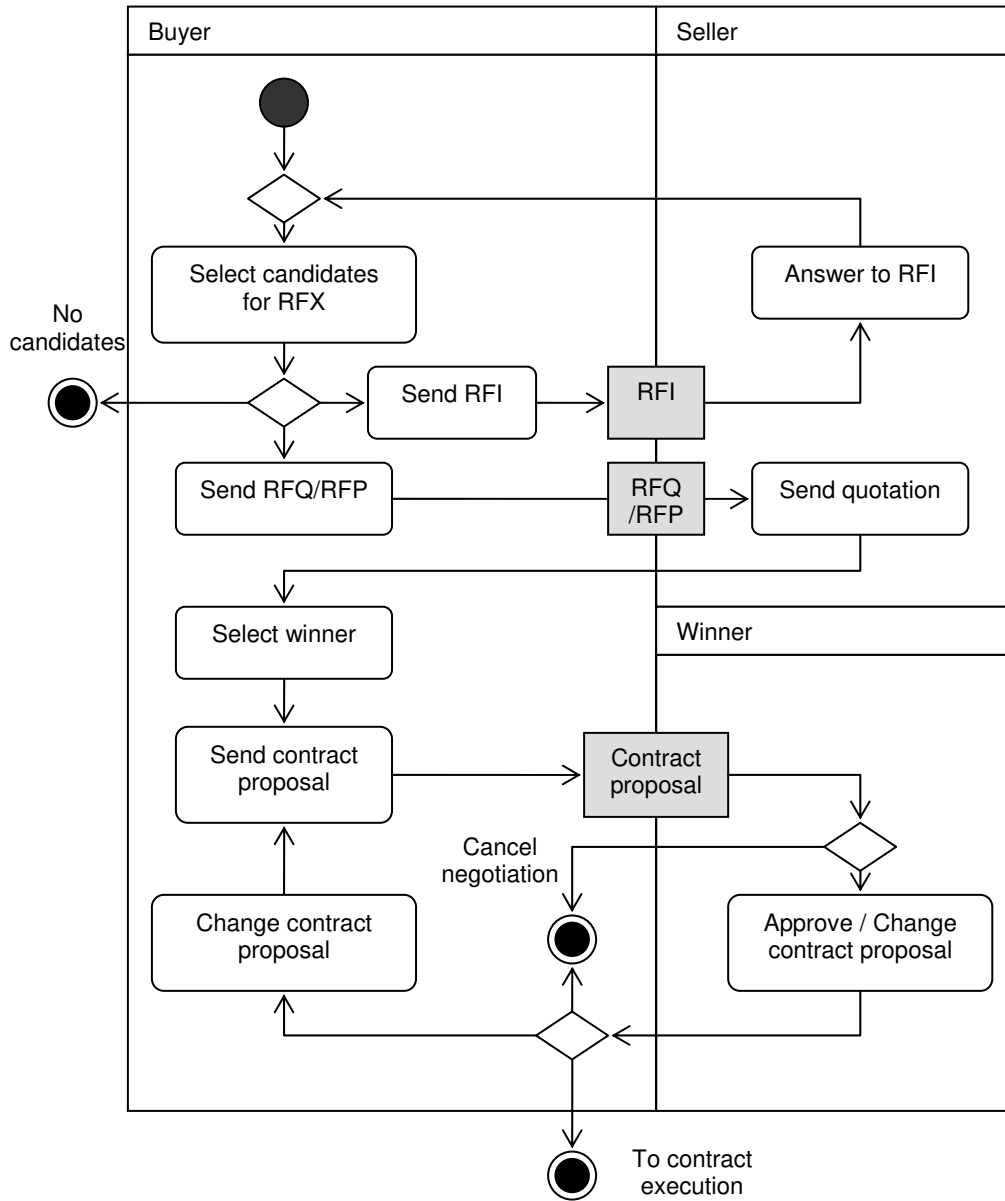 Buyer
Seller
Select candidates
for RFX
Answer to RFI
No
candidates
Send RFI
RFI
Send RFQ/RFP
RFQ
/RFP
Send quotation
Select winner
Winner
Send contract
proposal
Contract
proposal
Cancel
negotiation
Change contract
proposal
Approve / Change
contract proposal
To contract
execution